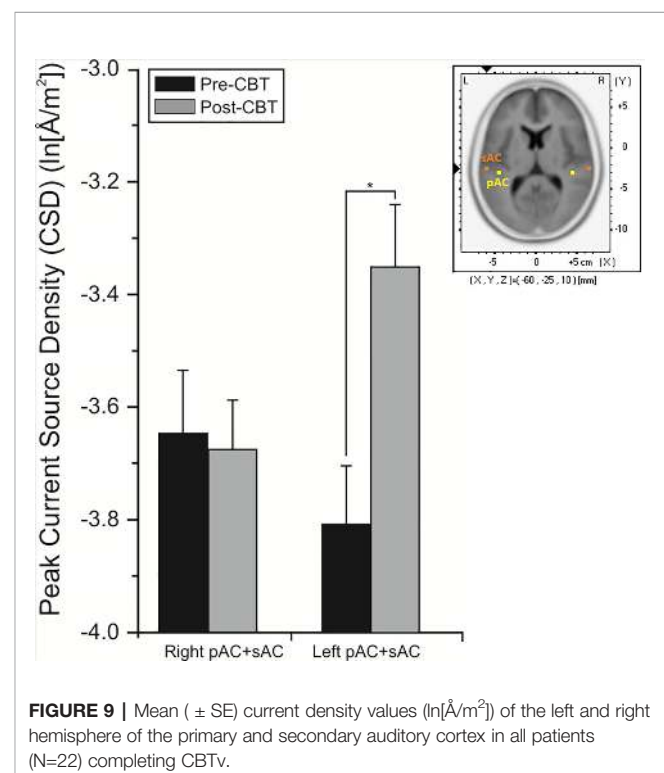 Peak Current Source Density (CSD) (ln[Å/m²])
-3.0
-3.2
-3.4
-3.6
-3.8
-4.0
Pre-CBT
Post-CBT
*
Right pAC+sAC
Left pAC+sAC
L
R
(Y)
+5
0
-5
-10
sAC
pAC
-5
0
+5 cm
(X)
(X, Y, Z)=(-60, -25, 10) [mm]
FIGURE 9 | Mean ( ± SE) current density values (ln[Å/m²]) of the left and right
hemisphere of the primary and secondary auditory cortex in all patients
(N=22) completing CBTv.